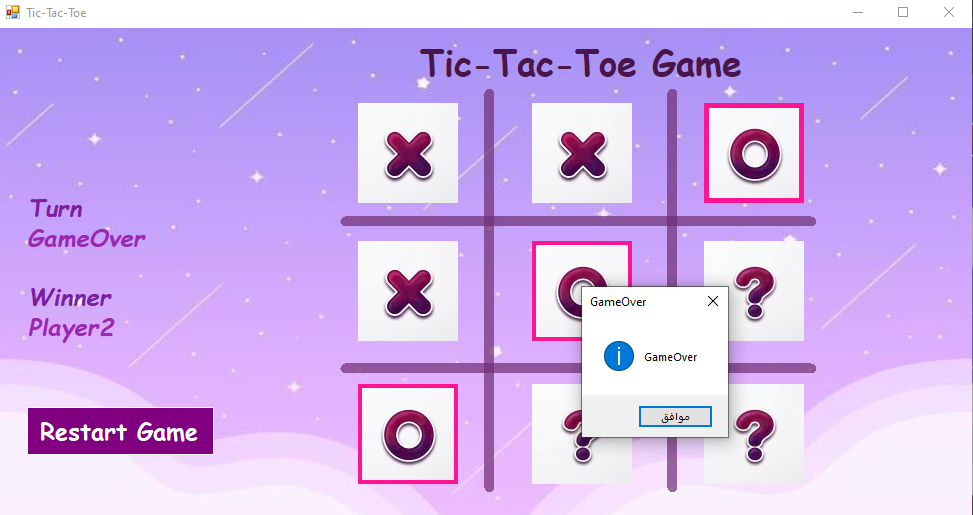 Tic-Tac-Toe
Tic-Tac-Toe Game
X X O
Turn
GameOver
X O ?
Winner
Player2
GameOver
GameOver
موافق
O ? ?
Restart Game